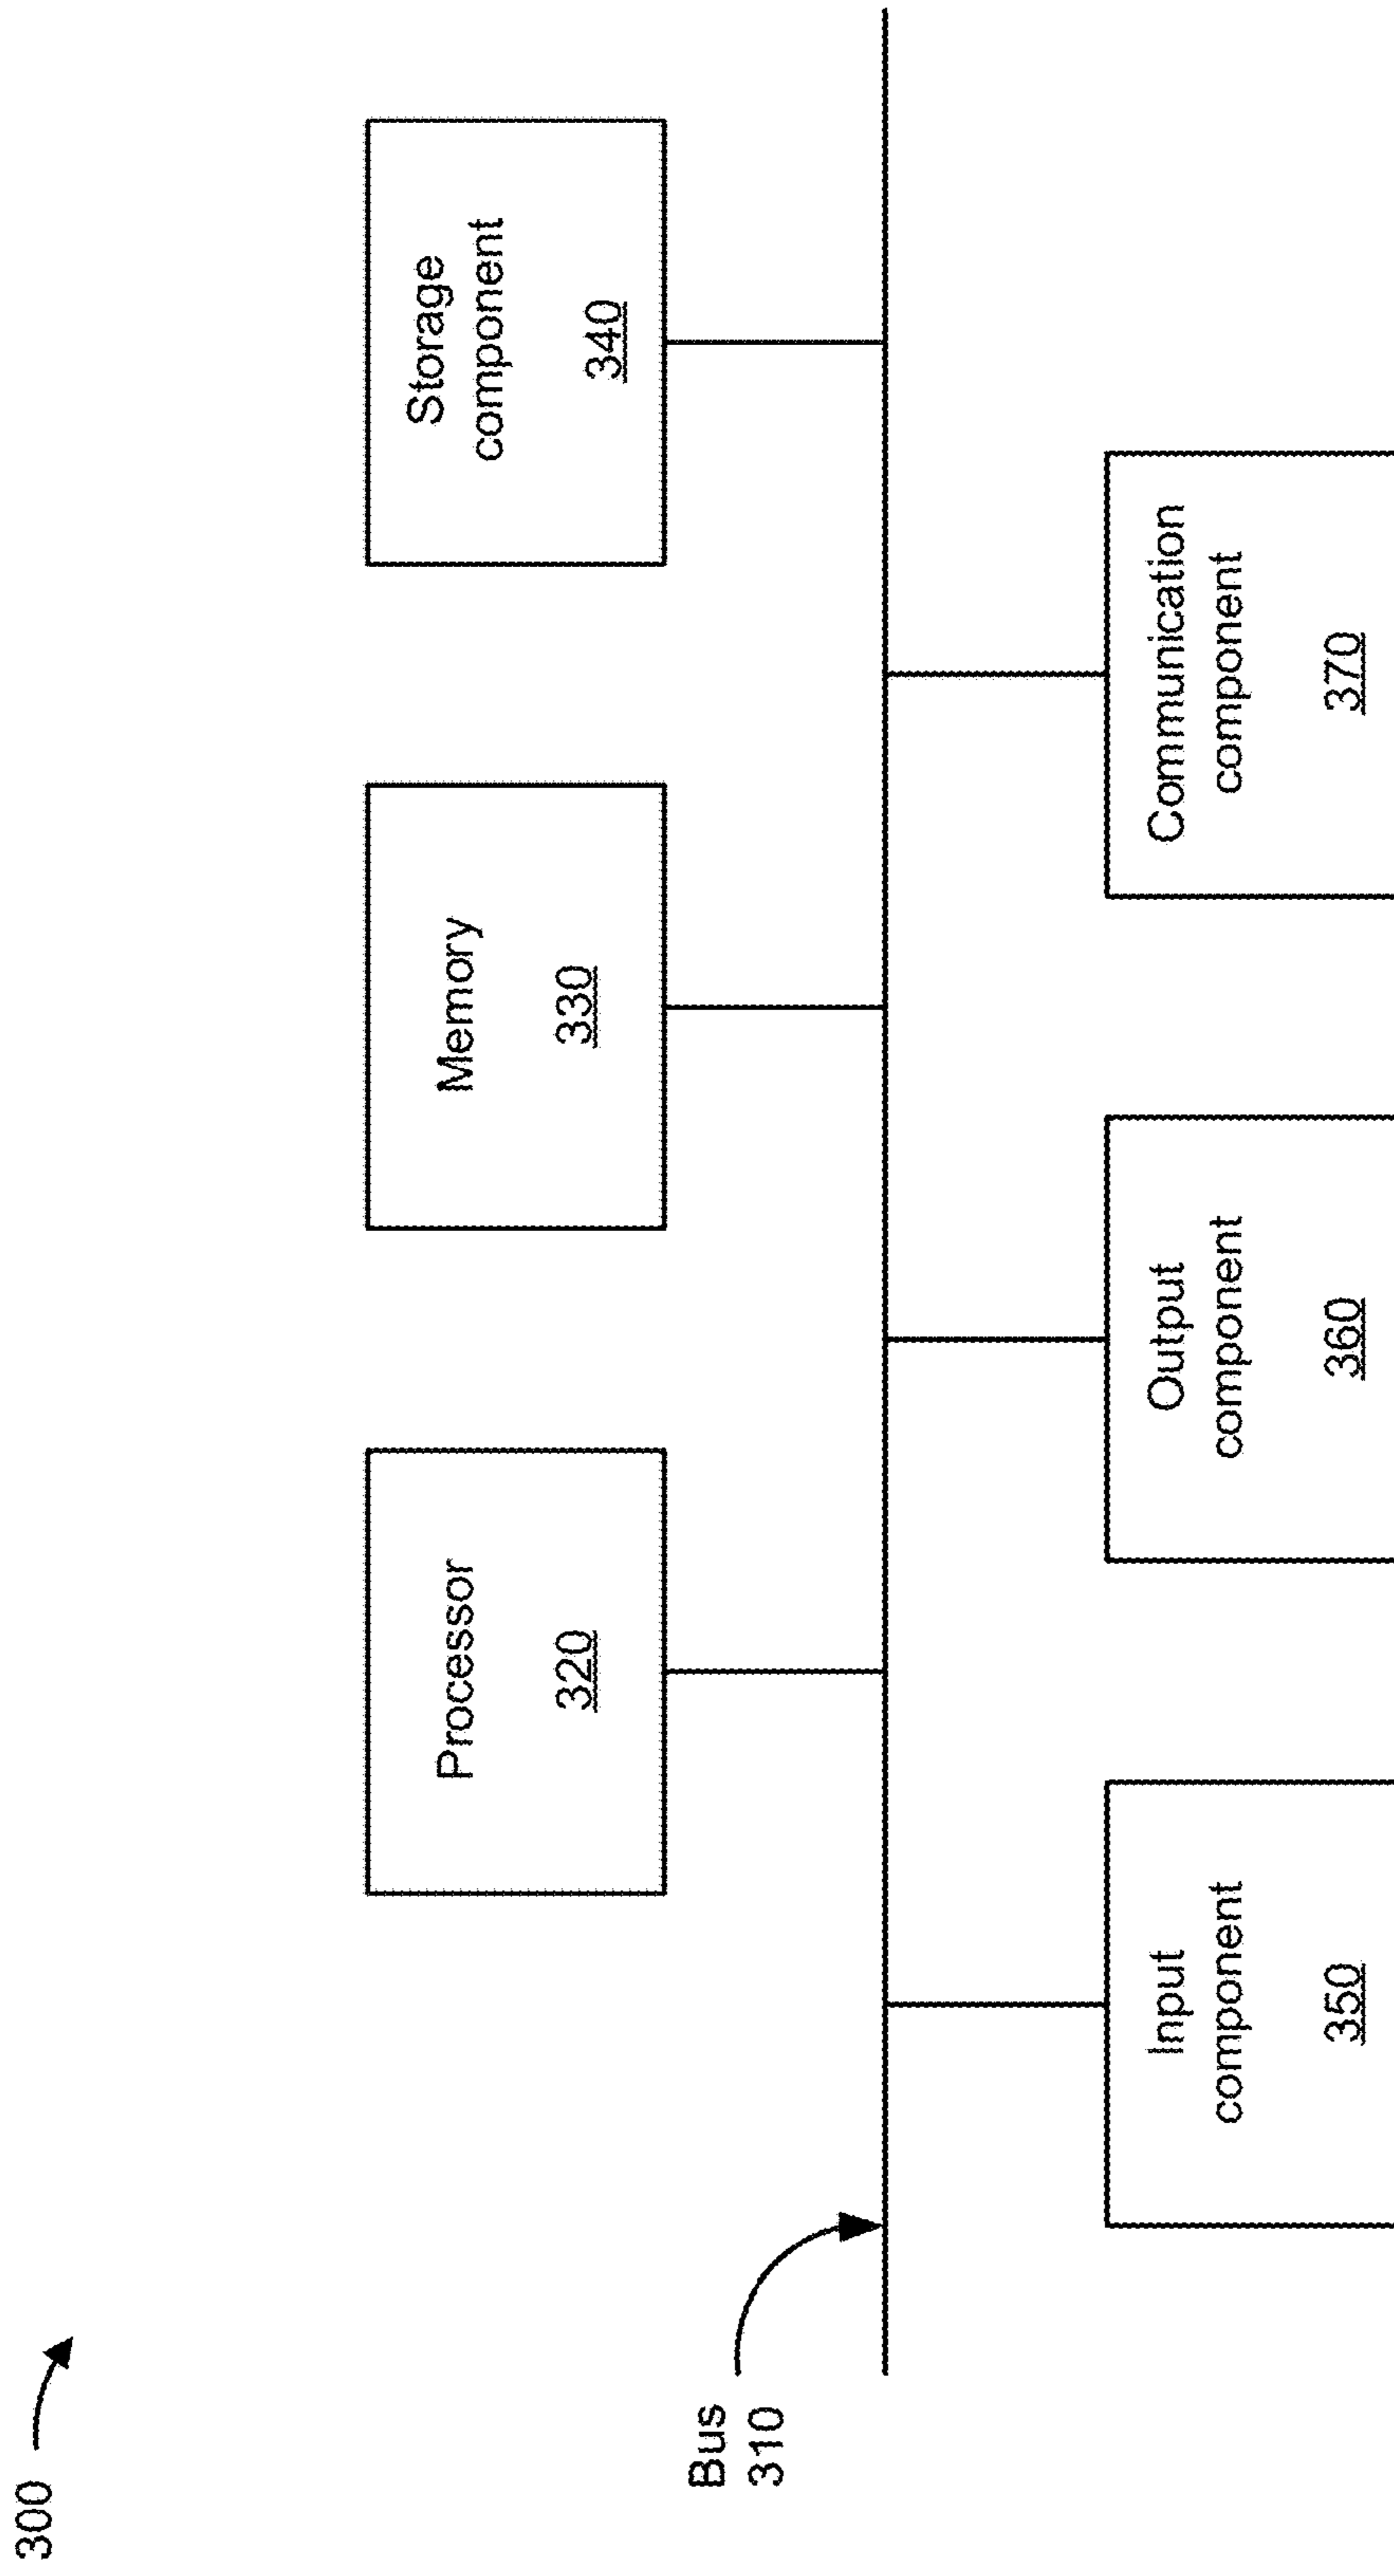 300
Processor
320
Memory
330
Storage
component
340
Bus
310
Input
component
350
Output
component
360
Communication
component
370